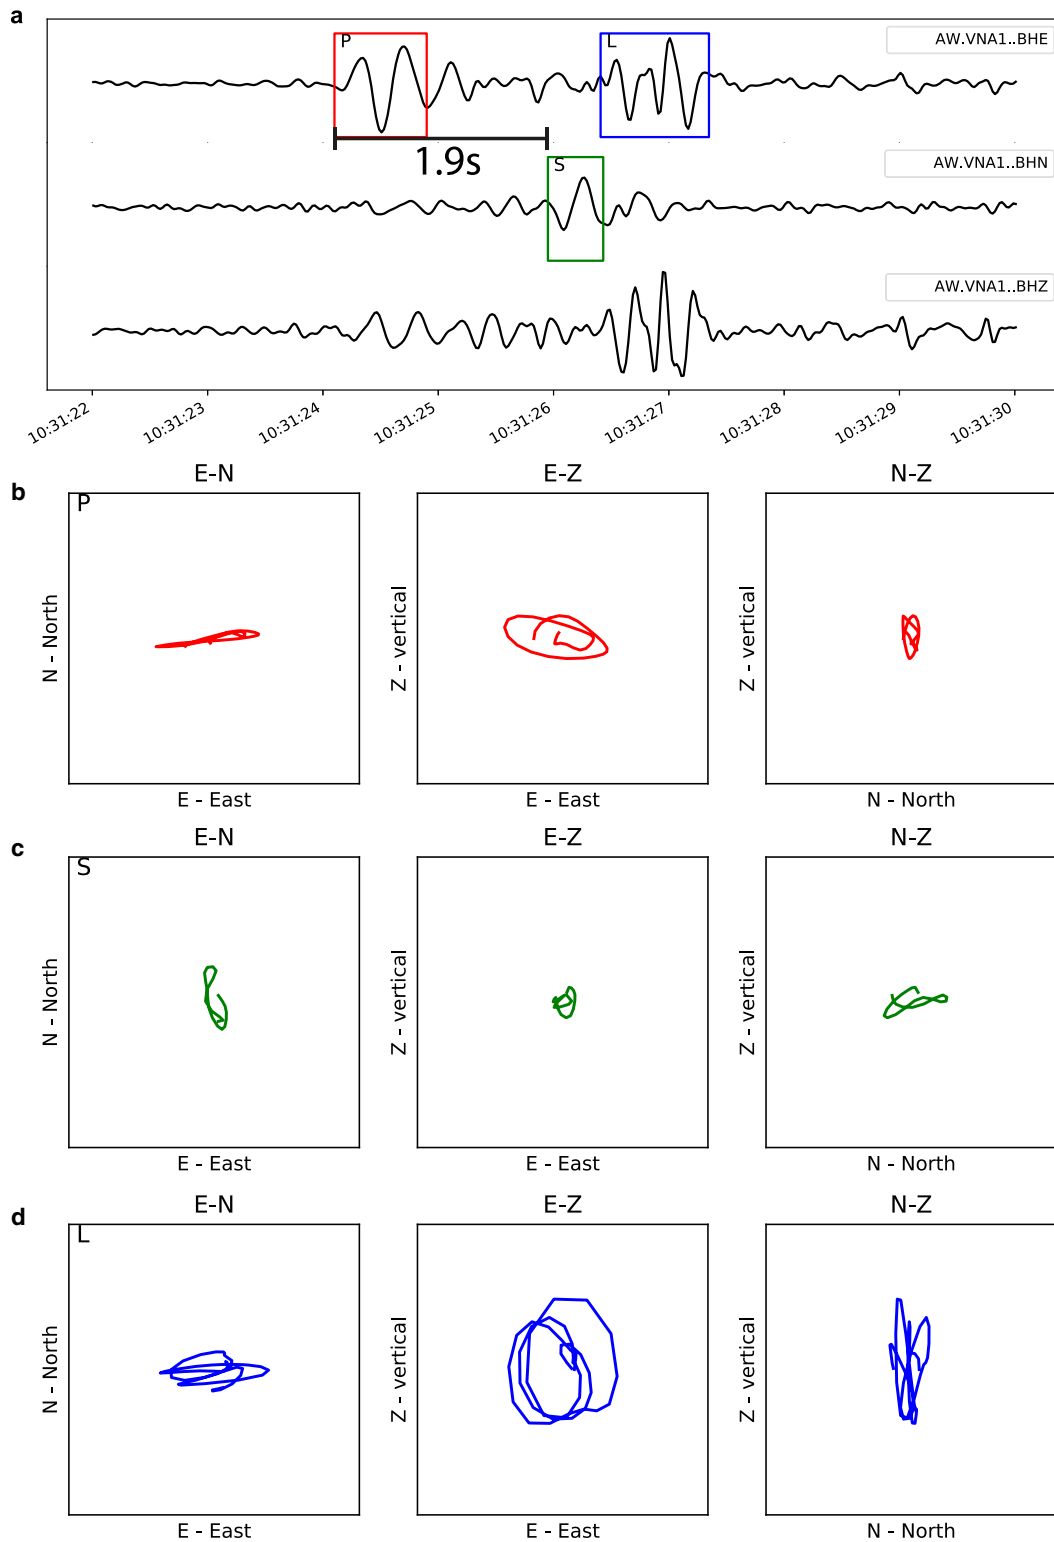 a
P
L
AW.VNA1..BHE
1.9s
S
AW.VNA1..BHN
AW.VNA1..BHZ
10:31:22
10:31:23
10:31:24
10:31:25
10:31:26
10:31:27
10:31:28
10:31:29
10:31:30
b
E-N
E-Z
N-Z
P
N - North
Z - vertical
Z - vertical
E - East
E - East
N - North
c
E-N
E-Z
N-Z
S
N - North
Z - vertical
Z - vertical
E - East
E - East
N - North
d
E-N
E-Z
N-Z
L
N - North
Z - vertical
Z - vertical
E - East
E - East
N - North